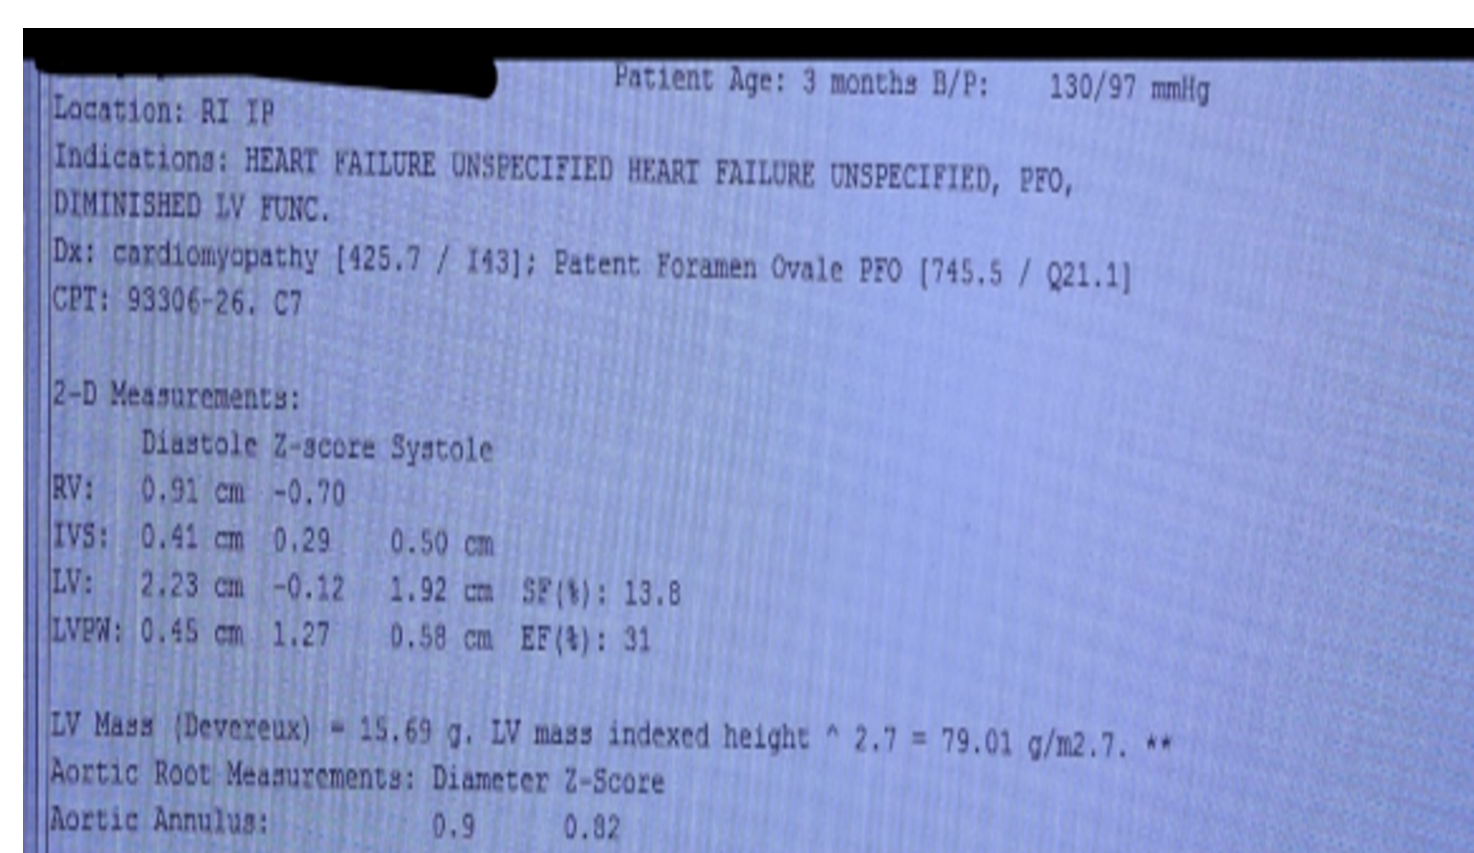 Patient Age: 3 months B/P: 130/97 mmHg
Location: RI IP
Indications: HEART FAILURE UNSPECIFIED HEART FAILURE UNSPECIFIED, PFO,
DIMINISHED LV FUNC.
Dx: cardiomyopathy [425.7 / I43]; Patent Foramen Ovale PFO [745.5 / Q21.1]
CPT: 93306-26. C7
2-D Measurements:
Diastole Z-score Systole
RV: 0.91 cm -0.70
IVS: 0.41 cm 0.29 0.50 cm
LV: 2.23 cm -0.12 1.92 cm SF(%): 13.8
LVPW: 0.45 cm 1.27 0.58 cm EF(%): 31
LV Mass (Devereux) = 15.69 g. LV mass indexed height ^ 2.7 = 79.01 g/m2.7. **
Aortic Root Measurements: Diameter Z-Score
Aortic Annulus: 0.9 0.82